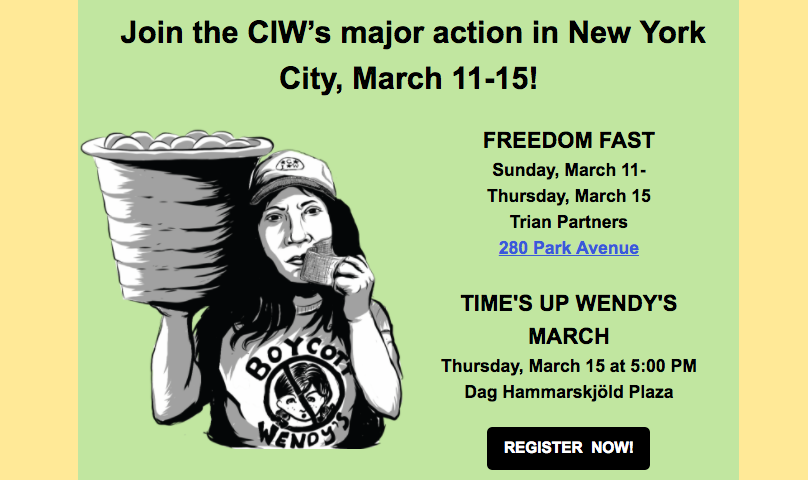 Join the CIW’s major action in New York
City, March 11-15!
FREEDOM FAST
Sunday, March 11-
Thursday, March 15
Trian Partners
280 Park Avenue
TIME'S UP WENDY'S
MARCH
Thursday, March 15 at 5:00 PM
Dag Hammarskjöld Plaza
REGISTER NOW!
BOYCOTT
WENDY'S